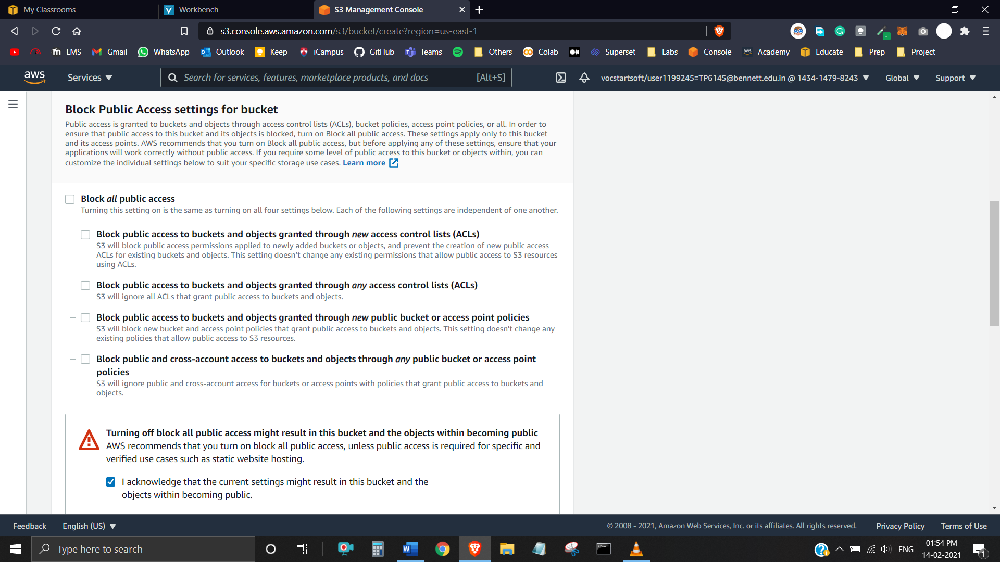 My Classrooms
Workbench
S3 Management Console
s3.console.aws.amazon.com/s3/bucket/create?region=us-east-1
LMS
Gmail
WhatsApp
Outlook
Keep
iCampus
GitHub
Teams
Others
Colab
Superset
Labs
Console
aws
Academy
Educate
Prep
Project
aws
Services
Search for services, features, marketplace products, and docs
[Alt+S]
vocstartsoft/user1199245=TP6145@bennett.edu.in @ 1434-1479-8243
Global
Support
Block Public Access settings for bucket
Public access is granted to buckets and objects through access control lists (ACLs), bucket policies, access point policies, or all. In order to
ensure that public access to this bucket and its objects is blocked, turn on Block all public access. These settings apply only to this bucket
and its access points. AWS recommends that you turn on Block all public access, but before applying any of these settings, ensure that your
applications will work correctly without public access. If you require some level of public access to this bucket or objects within, you can
customize the individual settings below to suit your specific storage use cases. Learn more
Block all public access
Turning this setting on is the same as turning on all four settings below. Each of the following settings are independent of one another.
Block public access to buckets and objects granted through new access control lists (ACLs)
S3 will block public access permissions applied to newly added buckets or objects, and prevent the creation of new public access
ACLs for existing buckets and objects. This setting doesn't change any existing permissions that allow public access to S3 resources
using ACLs.
Block public access to buckets and objects granted through any access control lists (ACLs)
S3 will ignore all ACLs that grant public access to buckets and objects.
Block public access to buckets and objects granted through new public bucket or access point policies
S3 will block new bucket and access point policies that grant public access to buckets and objects. This setting doesn't change any
existing policies that allow public access to S3 resources.
Block public and cross-account access to buckets and objects through any public bucket or access point
policies
S3 will ignore public and cross-account access for buckets or access points with policies that grant public access to buckets and
objects.
Turning off block all public access might result in this bucket and the objects within becoming public
AWS recommends that you turn on block all public access, unless public access is required for specific and
verified use cases such as static website hosting.
I acknowledge that the current settings might result in this bucket and the
objects within becoming public.
Feedback
English (US)
© 2008 - 2021, Amazon Web Services, Inc. or its affiliates. All rights reserved.
Privacy Policy
Terms of Use
Type here to search
ENG
01:54 PM
14-02-2021
1